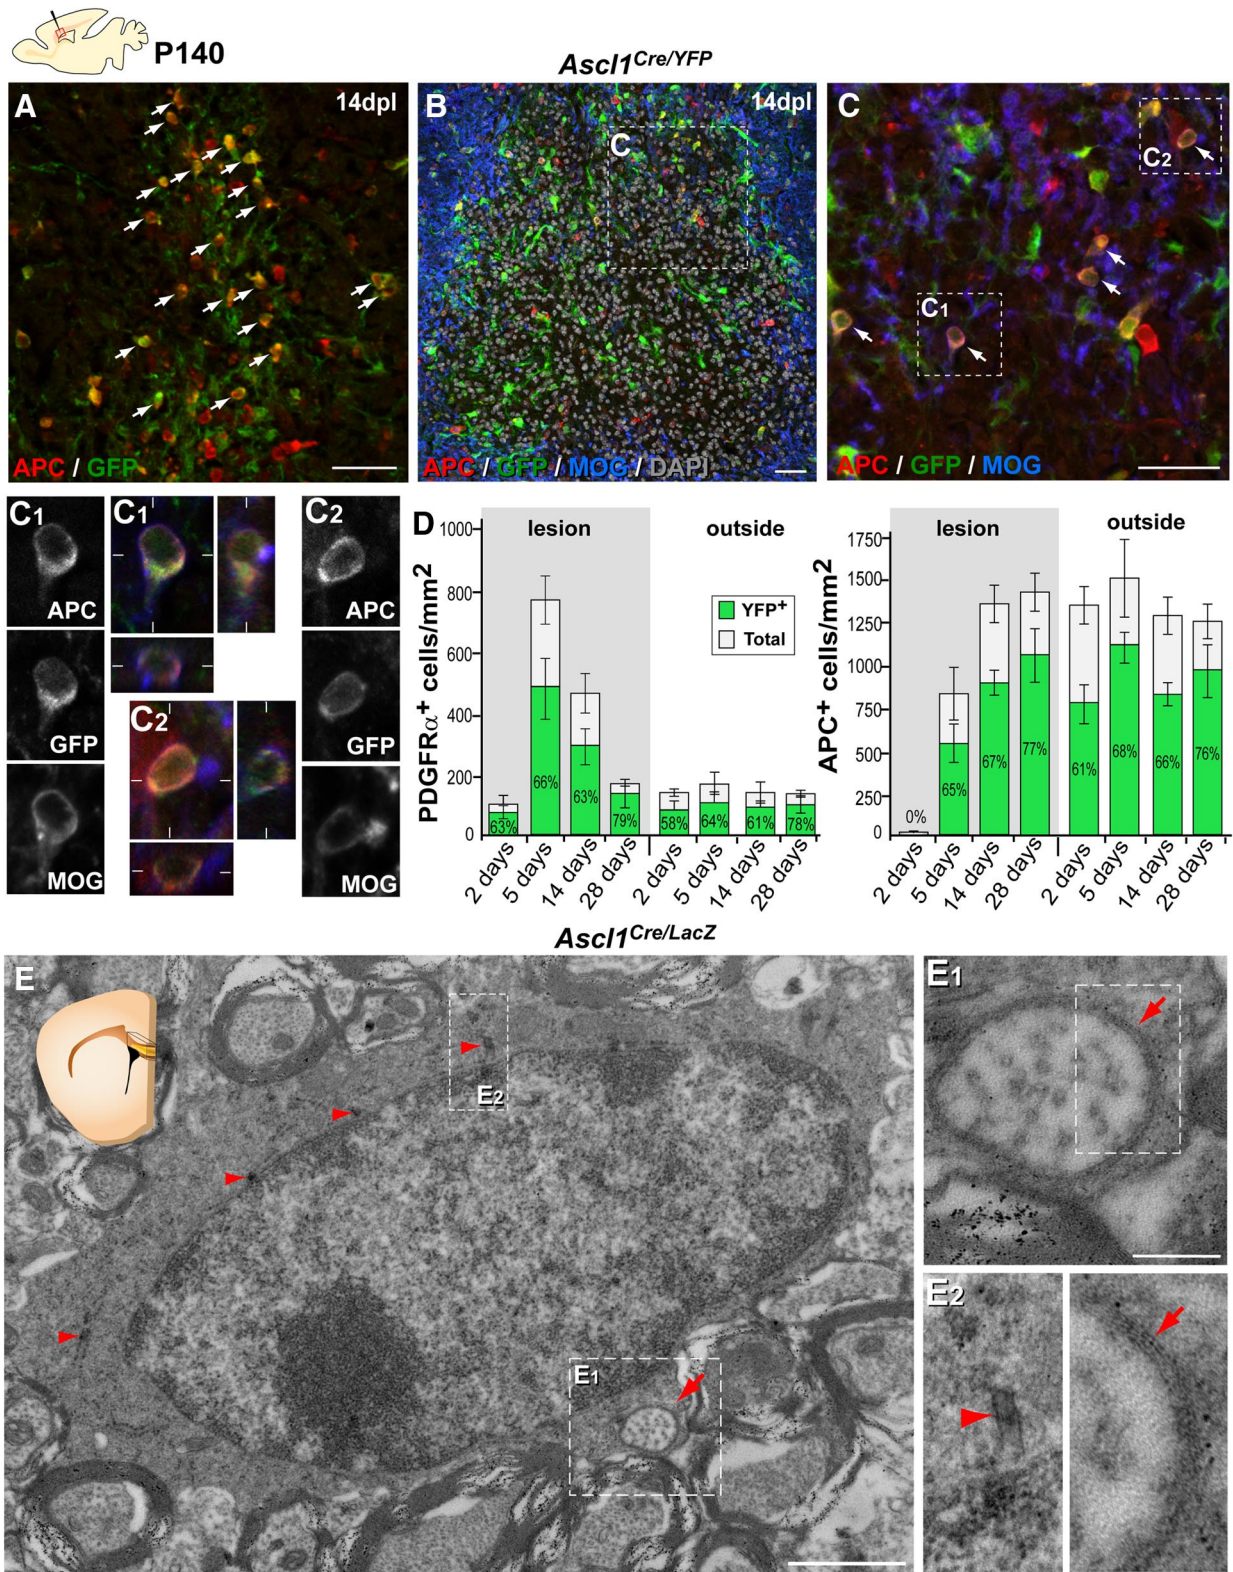 P140
Ascl1Cre/YFP
A
14dpl
APC / GFP
B
14dpl
C
APC / GFP / MOG / DAPI
C
C2
C1
APC / GFP / MOG
C1
APC
GFP
MOG
C1
C2
C2
APC
GFP
MOG
D
PDGFRα+ cells/mm2
1000
800
600
400
200
0
lesion
outside
YFP+
Total
63%
66%
63%
79%
58%
64%
61%
78%
2 days
5 days
14 days
28 days
2 days
5 days
14 days
28 days
APC+ cells/mm2
1750
1500
1250
1000
750
500
250
0
lesion
outside
0%
65%
67%
77%
61%
68%
66%
76%
2 days
5 days
14 days
28 days
2 days
5 days
14 days
28 days
Ascl1Cre/LacZ
E
E2
E1
E1
E2